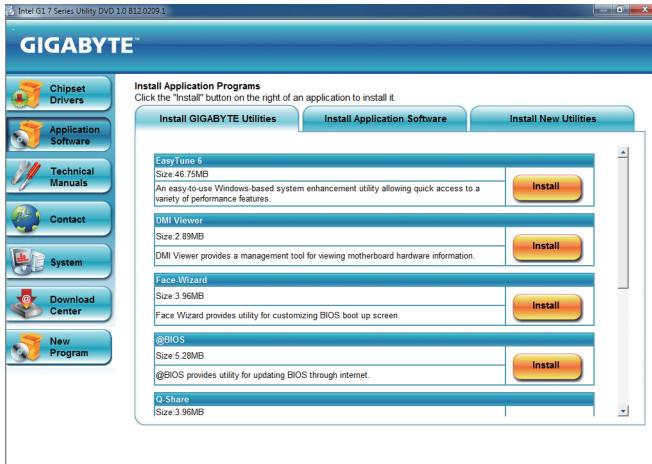 Intel G1 7 Series Utility DVD 1.0 B12.0209.1
GIGABYTE™
Chipset
Drivers
Application
Software
Technical
Manuals
Contact
System
Download
Center
New
Program
Install Application Programs
Click the "Install" button on the right of an application to install it.
Install GIGABYTE Utilities
Install Application Software
Install New Utilities
EasyTune 6
Size:46.75MB
An easy-to-use Windows-based system enhancement utility allowing quick access to a
variety of performance features.
Install
DMI Viewer
Size:2.89MB
DMI Viewer provides a management tool for viewing motherboard hardware information.
Install
Face-Wizard
Size:3.96MB
Face Wizard provides utility for customizing BIOS boot up screen.
Install
@BIOS
Size:5.28MB
@BIOS provides utility for updating BIOS through internet.
Install
Q-Share
Size:3.96MB